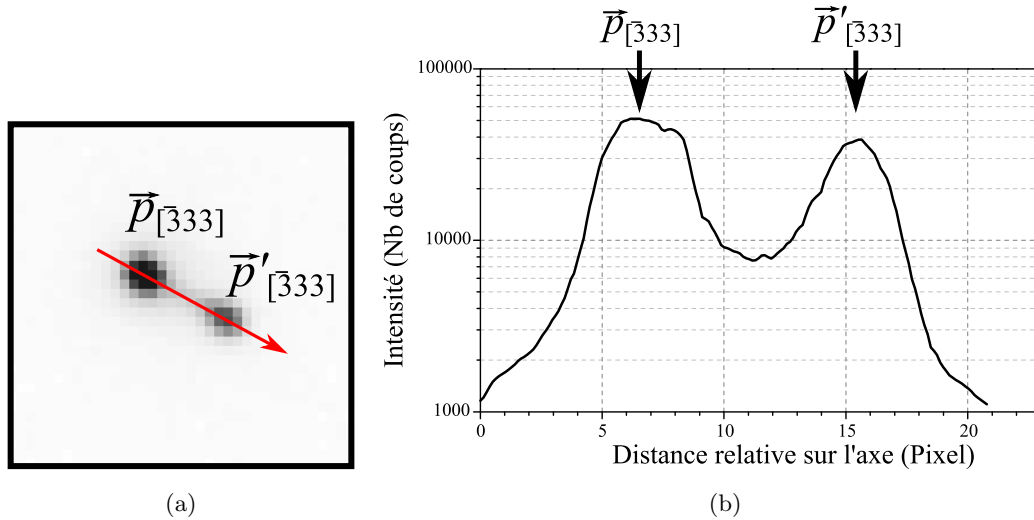 p⃗[3̄33]
p⃗′[3̄33]
(a)
p⃗[3̄33]
p⃗′[3̄33]
100000
10000
1000
Intensité (Nb de coups)
0 5 10 15 20
Distance relative sur l'axe (Pixel)
(b)